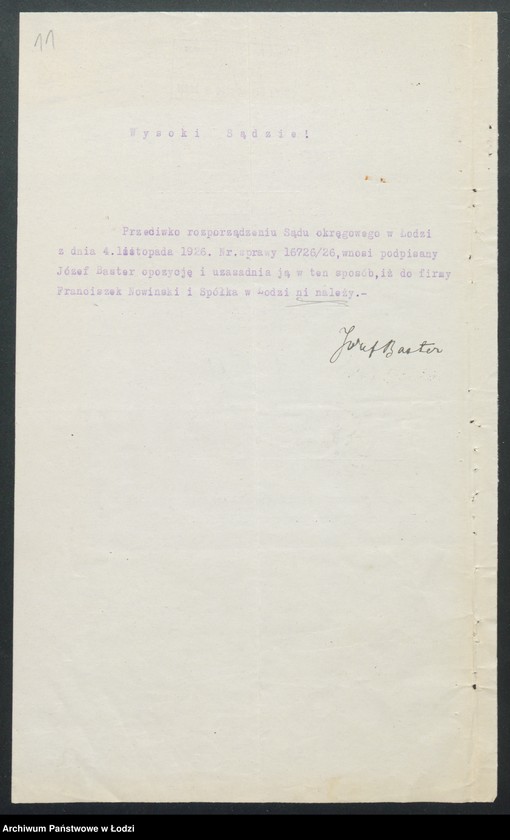 11
Wysoki Sądzie!
Przeciwko rozporządzeniu Sądu okręgowego w Łodzi
z dnia 4.listopada 1926. Nr.sprawy 16726/26,wnosi podpisany
Józef Baster opozycję i uzasadnia ją w ten sposób,iż do firmy
Franciszek Nowinski i Spółka w Łodzi ni należy.-
Józef Baster
Archiwum Państwowe w Łodzi